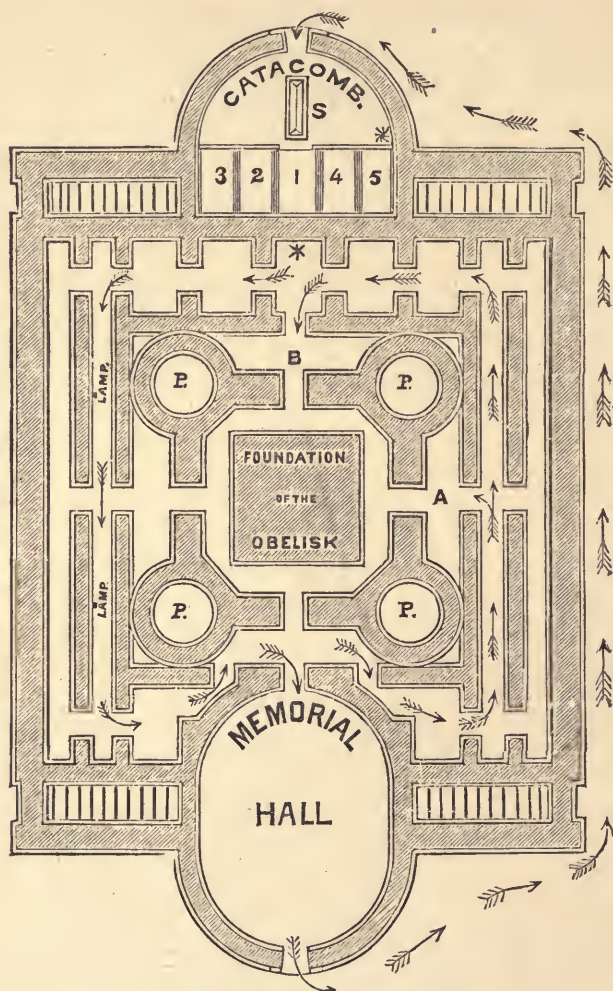 CATACOMB.
S
3 2 1 4 5
B
P. P.
LAMP.
FOUNDATION
OF THE
OBELISK
A
LAMP.
P. P.
MEMORIAL
HALL